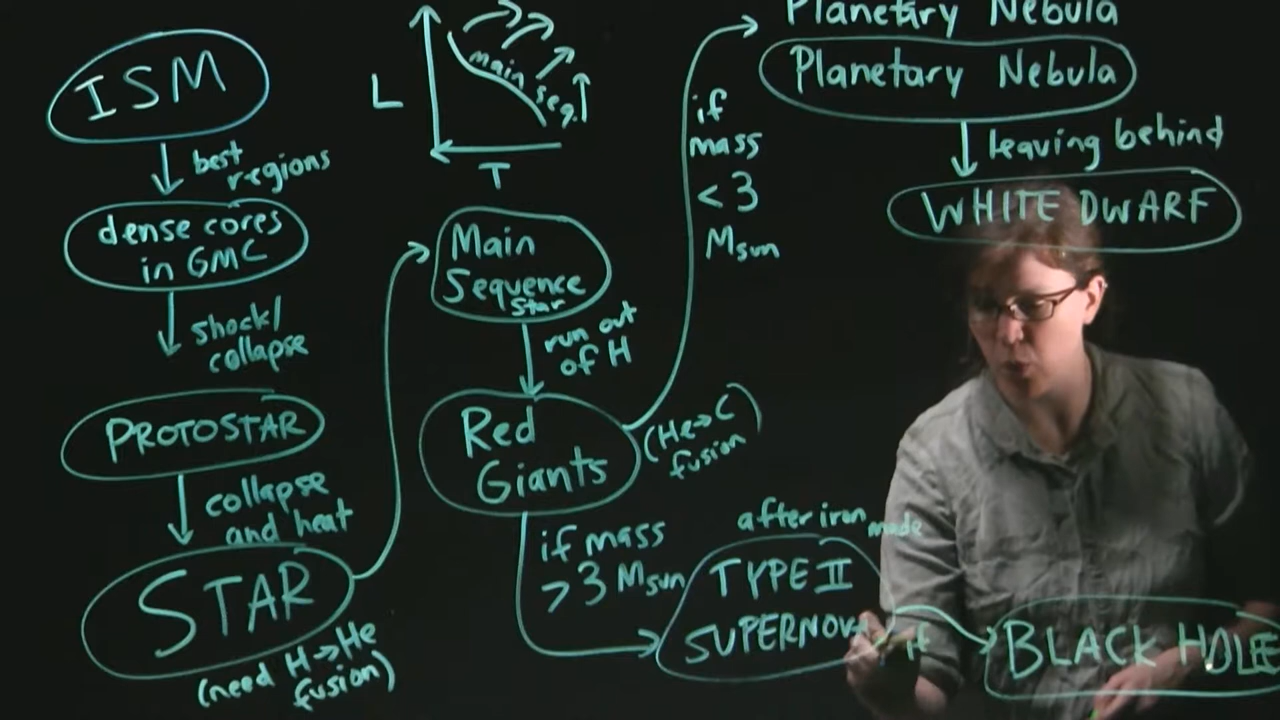 ISM
best
regions
dense cores
in GMC
shock/
collapse
PROTOSTAR
collapse
and heat
STAR
(need H→He
fusion)
L
main seq.
T
Main
Sequence
Star
run out
of H
Red
Giants
(He→C
fusion)
if
mass
< 3
Msun
Planetary Nebula
Planetary Nebula
leaving behind
WHITE DWARF
if mass
>3 Msun
after iron made
TYPE II
SUPERNOVA
if
BLACK HOLE